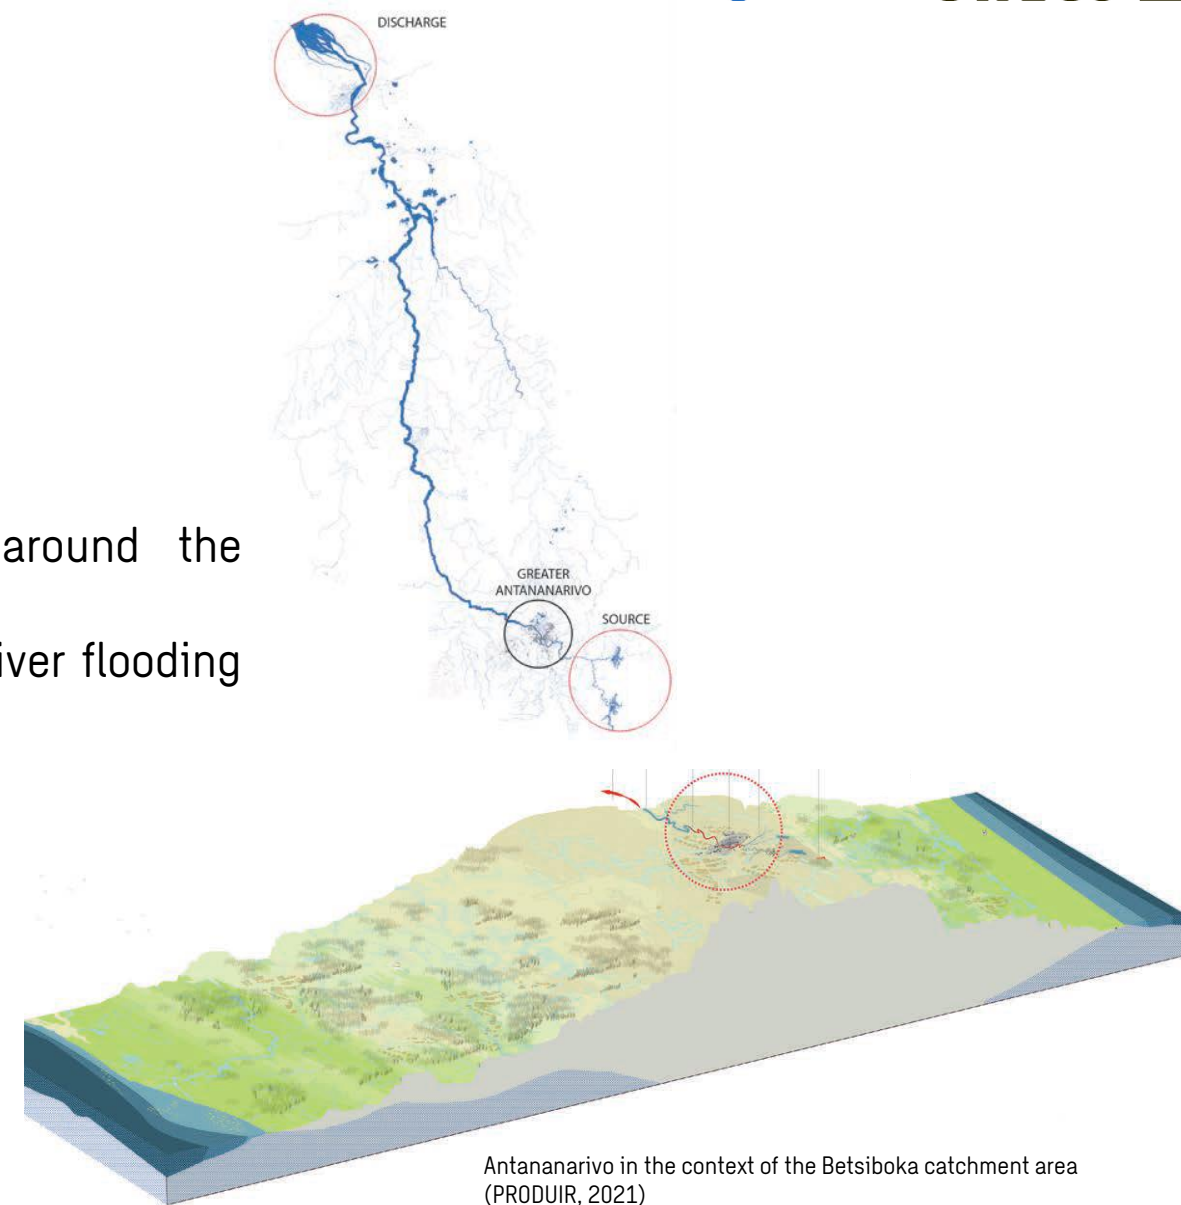 DISCHARGE
around the
iver flooding
GREATER
ANTANANARIVO
SOURCE
Antananarivo in the context of the Betsiboka catchment area
(PRODUIR, 2021)